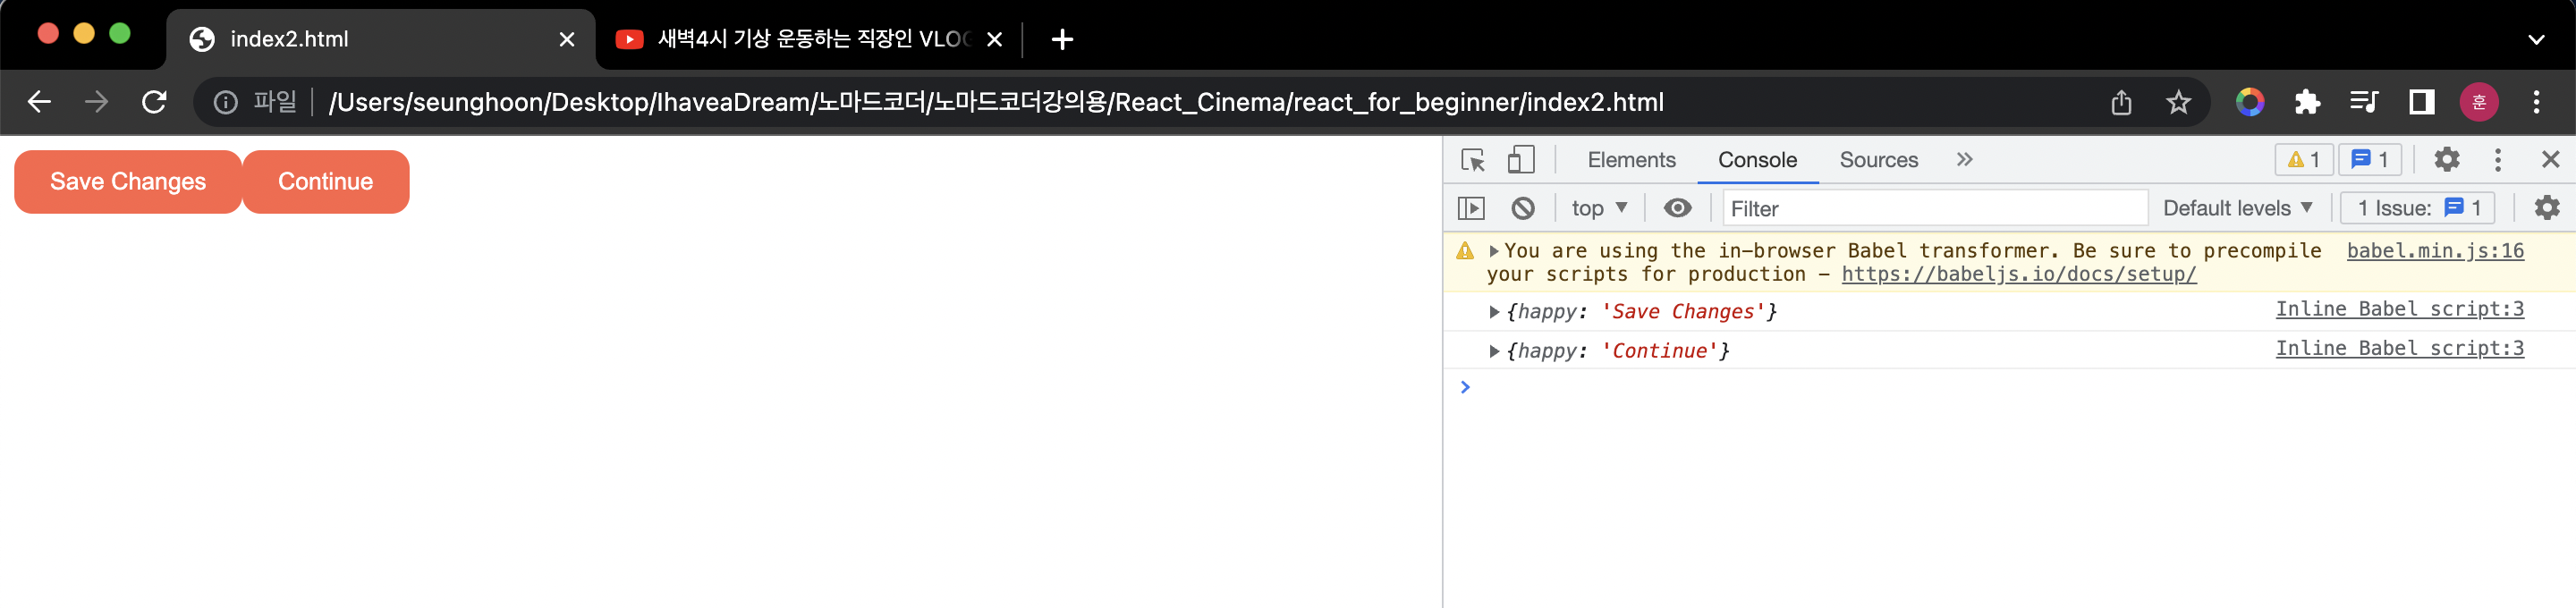 index2.html
새벽4시 기상 운동하는 직장인 VLOG
파일 /Users/seunghoon/Desktop/IhaveaDream/노마드코더/노마드코더강의용/React_Cinema/react_for_beginner/index2.html
훈
Save Changes Continue
Elements Console Sources 1 1
top Filter Default levels 1 Issue: 1
You are using the in-browser Babel transformer. Be sure to precompile babel.min.js:16
your scripts for production – https://babeljs.io/docs/setup/
{happy: 'Save Changes'} Inline Babel script:3
{happy: 'Continue'} Inline Babel script:3